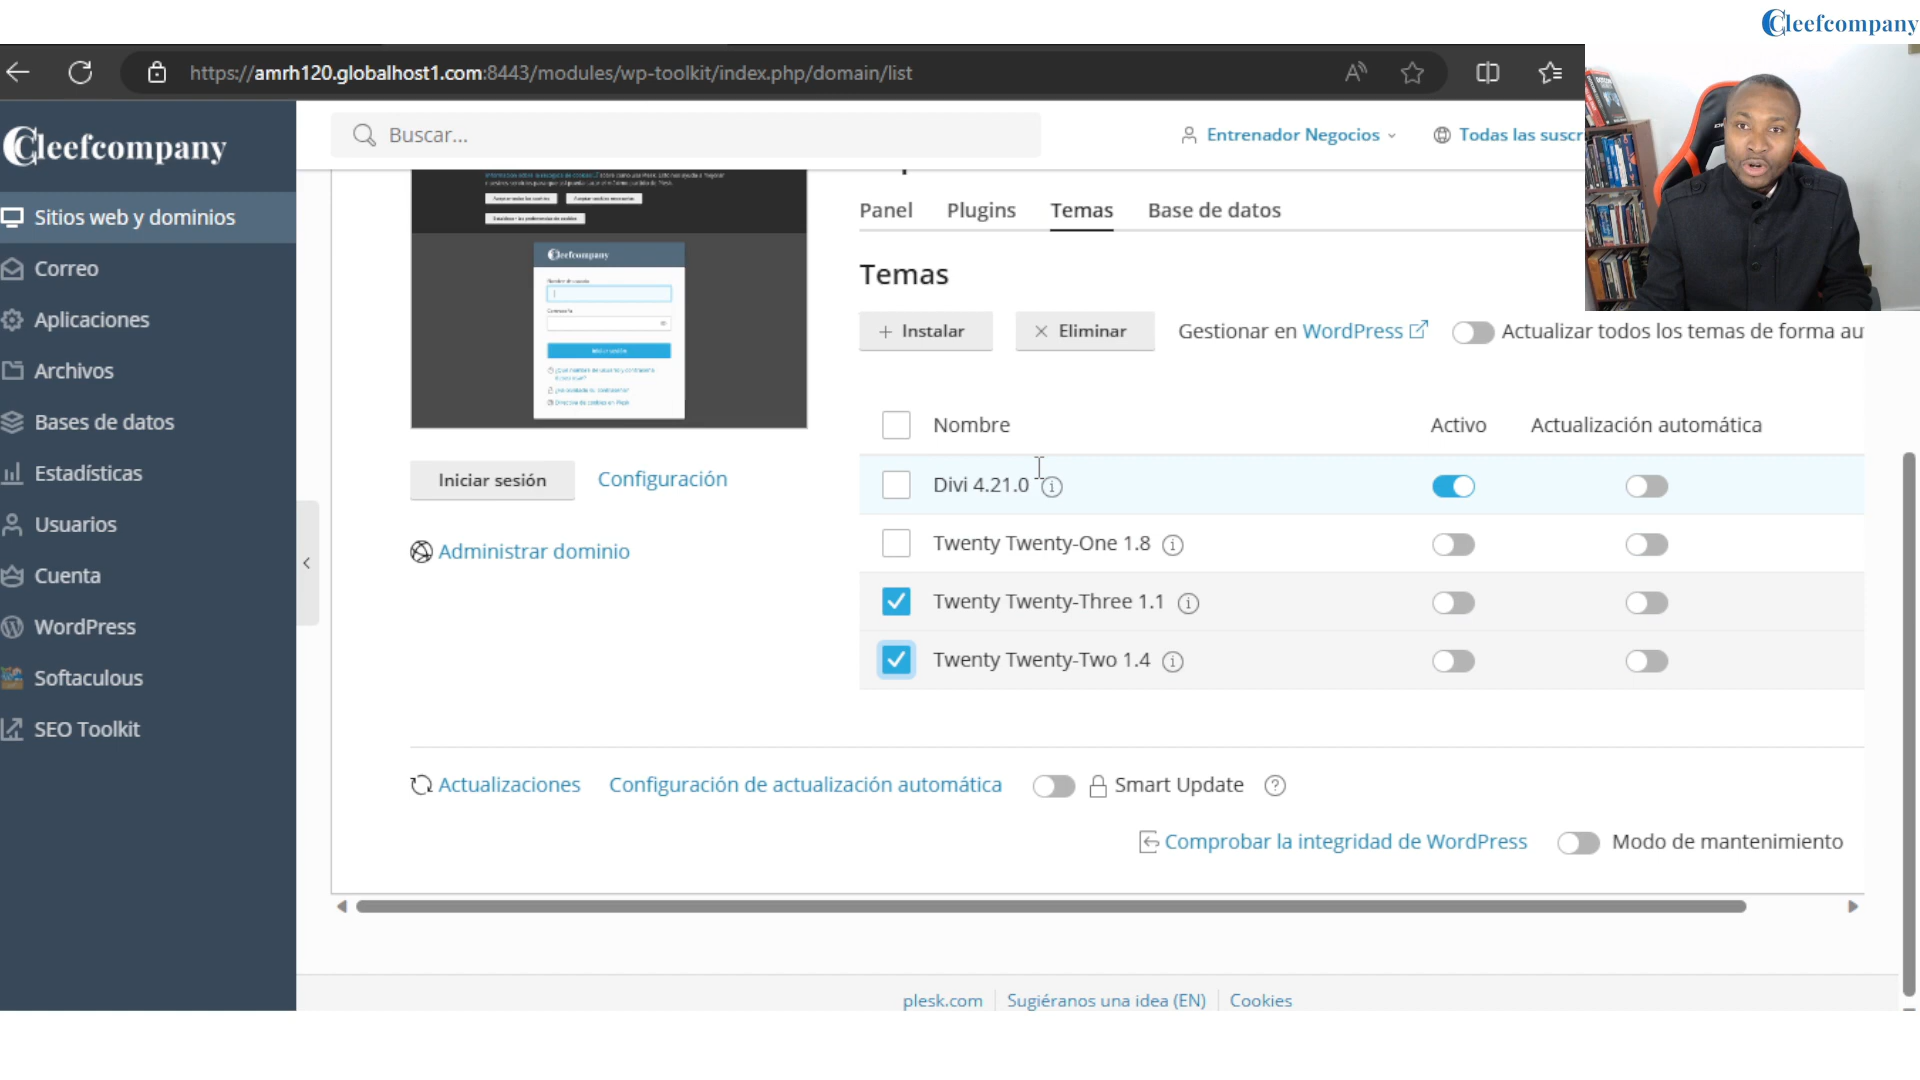 Cleefcompany
https://amrh120.globalhost1.com:8443/modules/wp-toolkit/index.php/domain/list
Cleefcompany
Buscar...
Entrenador Negocios
Todas las suscr
Sitios web y dominios
Correo
Aplicaciones
Archivos
Bases de datos
Estadísticas
Usuarios
Cuenta
WordPress
Softaculous
SEO Toolkit
Cleefcompany
Iniciar sesión
Configuración
Administrar dominio
Panel
Plugins
Temas
Base de datos
Temas
+ Instalar
× Eliminar
Gestionar en WordPress
Actualizar todos los temas de forma au
Nombre
Activo
Actualización automática
Divi 4.21.0
Twenty Twenty-One 1.8
Twenty Twenty-Three 1.1
Twenty Twenty-Two 1.4
Actualizaciones
Configuración de actualización automática
Smart Update
Comprobar la integridad de WordPress
Modo de mantenimiento
plesk.com
Sugiéranos una idea (EN)
Cookies